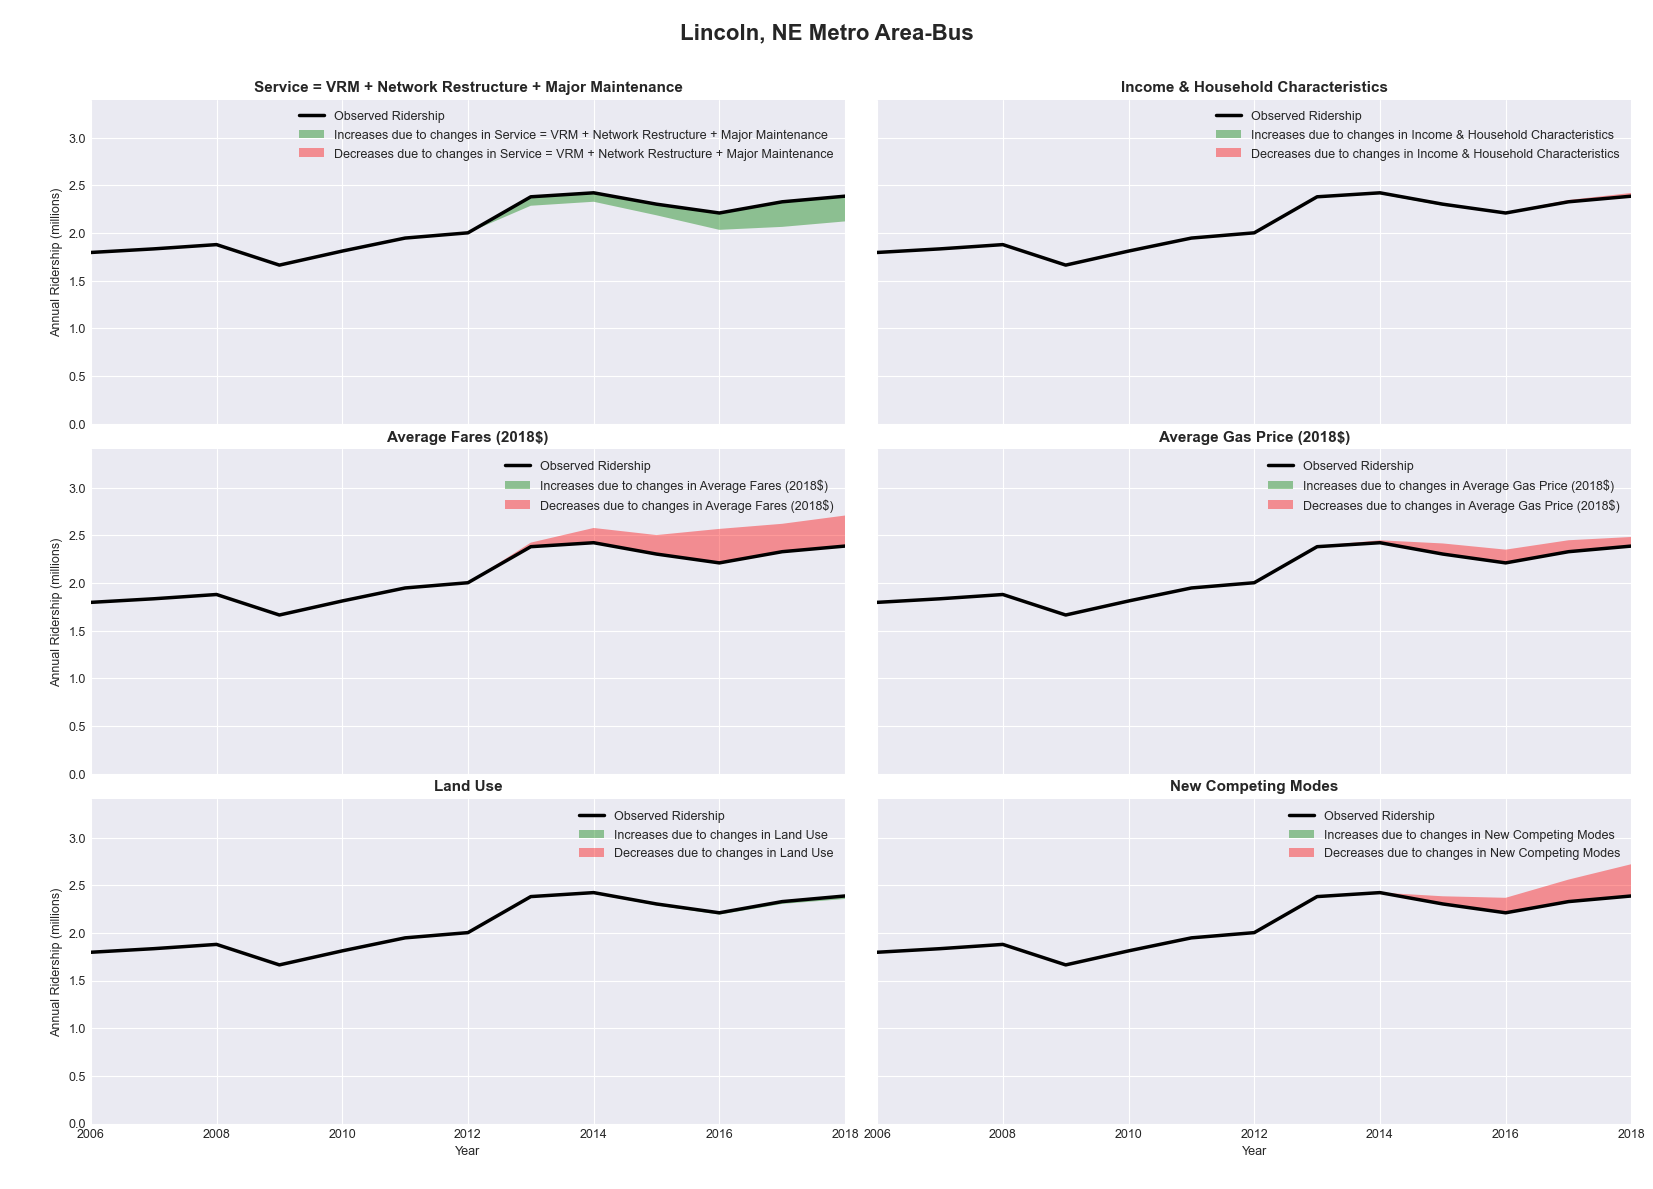 Lincoln, NE Metro Area-Bus
Service = VRM + Network Restructure + Major Maintenance
Observed Ridership
Increases due to changes in Service = VRM + Network Restructure + Major Maintenance
Decreases due to changes in Service = VRM + Network Restructure + Major Maintenance
3.0
2.5
2.0
1.5
1.0
0.5
0.0
Annual Ridership (millions)
Income & Household Characteristics
Observed Ridership
Increases due to changes in Income & Household Characteristics
Decreases due to changes in Income & Household Characteristics
Average Fares (2018$)
Observed Ridership
Increases due to changes in Average Fares (2018$)
Decreases due to changes in Average Fares (2018$)
3.0
2.5
2.0
1.5
1.0
0.5
0.0
Annual Ridership (millions)
Average Gas Price (2018$)
Observed Ridership
Increases due to changes in Average Gas Price (2018$)
Decreases due to changes in Average Gas Price (2018$)
Land Use
Observed Ridership
Increases due to changes in Land Use
Decreases due to changes in Land Use
3.0
2.5
2.0
1.5
1.0
0.5
0.0
Annual Ridership (millions)
2006 2008 2010 2012 2014 2016 2018
Year
New Competing Modes
Observed Ridership
Increases due to changes in New Competing Modes
Decreases due to changes in New Competing Modes
2006 2008 2010 2012 2014 2016 2018
Year